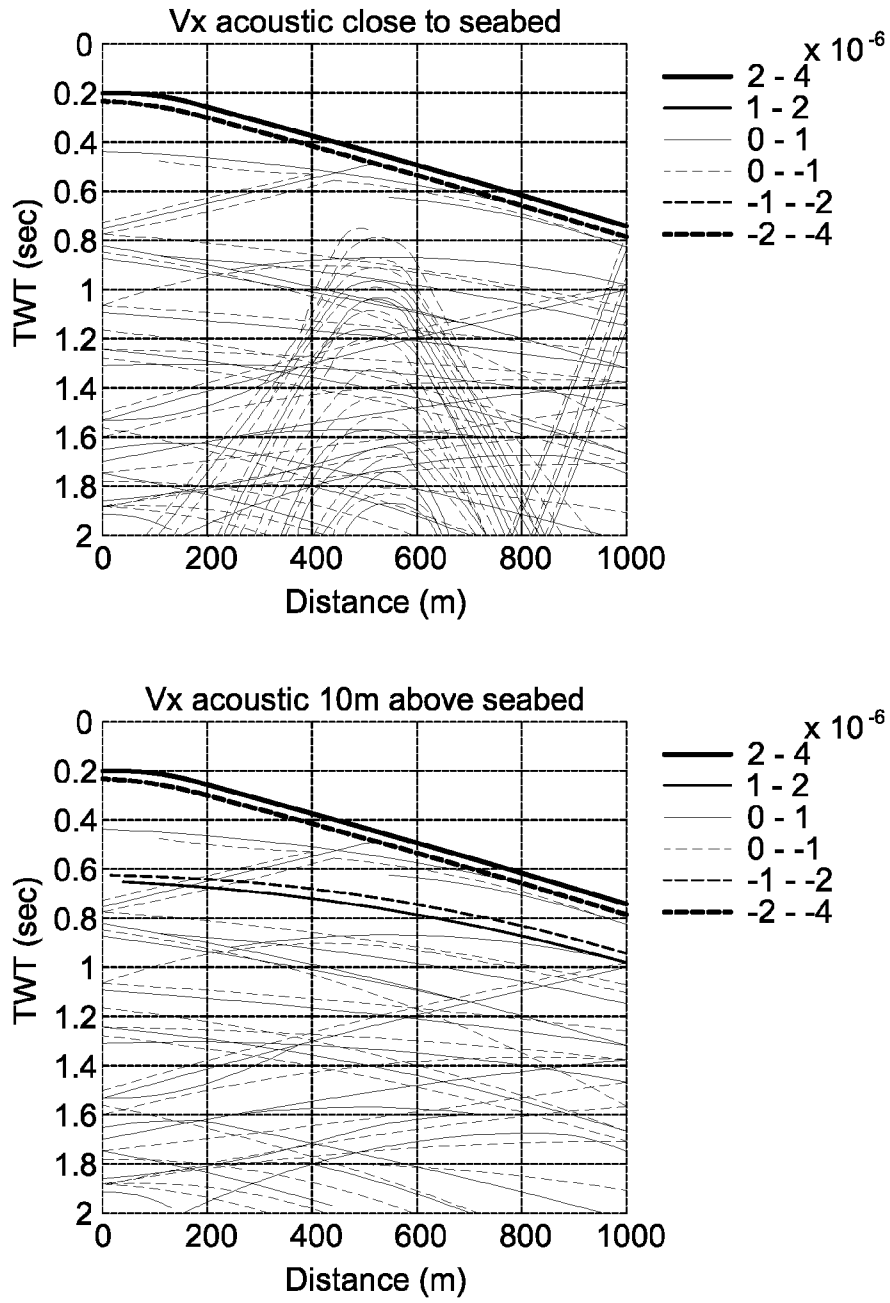 Vx acoustic close to seabed
x 10-6
0
0.2
0.4
0.6
0.8
1
1.2
1.4
1.6
1.8
2
TWT (sec)
0 200 400 600 800 1000
Distance (m)
2 - 4
1 - 2
0 - 1
0 - -1
-1 - -2
-2 - -4
Vx acoustic 10m above seabed
x 10-6
0
0.2
0.4
0.6
0.8
1
1.2
1.4
1.6
1.8
2
TWT (sec)
0 200 400 600 800 1000
Distance (m)
2 - 4
1 - 2
0 - 1
0 - -1
-1 - -2
-2 - -4